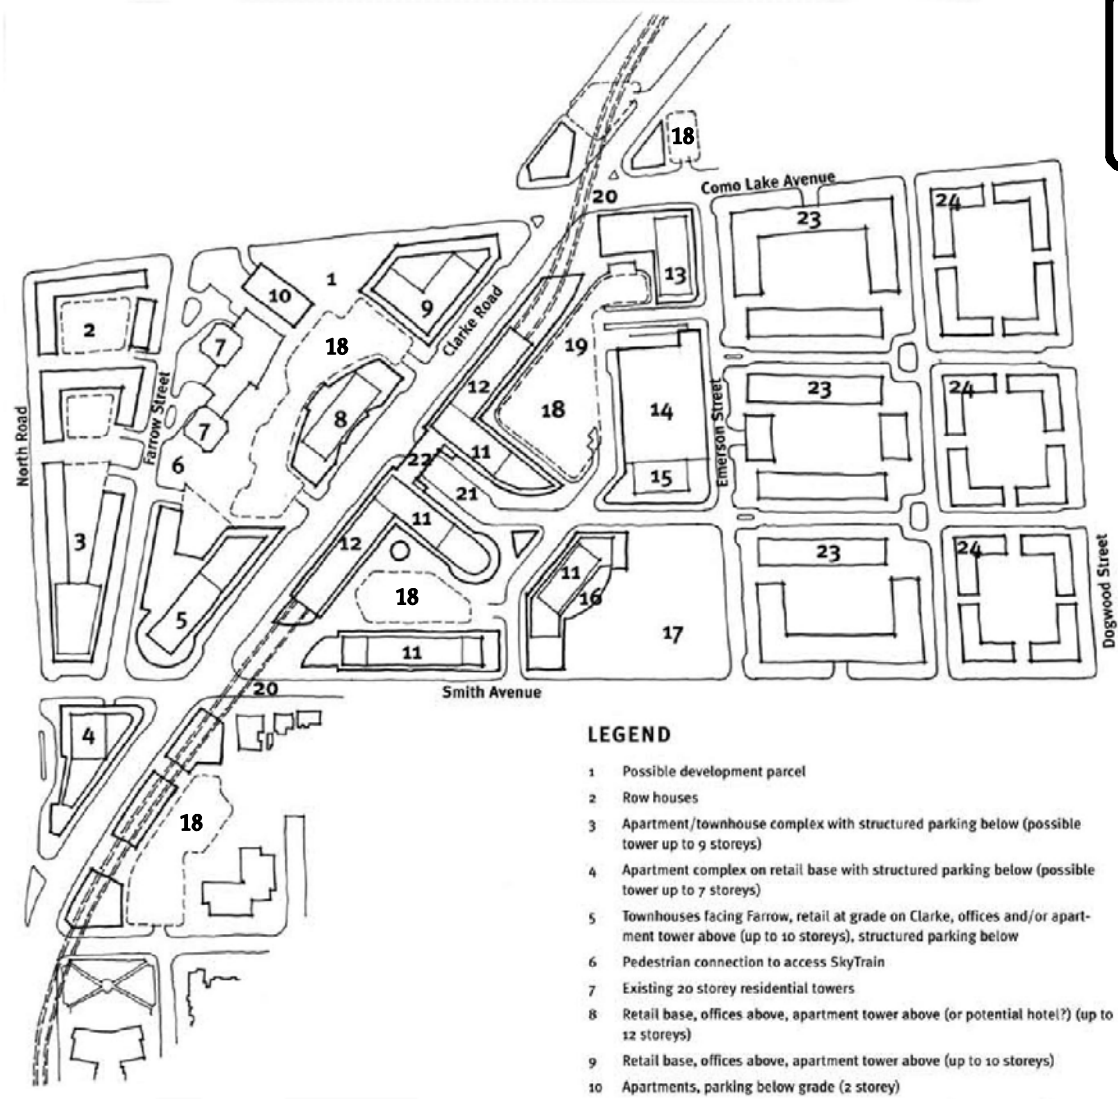 18
Como Lake Avenue
20
23
24
1
13
10
9
2
Clarke Road
7
18
19
12
23
24
8
18
14
Farrow Street
Emerson Street
North Road
7
22
11
6
21
15
11
3
12
23
24
11
16
18
5
17
Dogwood Street
11
20
Smith Avenue
4
18
LEGEND
1 Possible development parcel
2 Row houses
3 Apartment/townhouse complex with structured parking below (possible
tower up to 9 storeys)
4 Apartment complex on retail base with structured parking below (possible
tower up to 7 storeys)
5 Townhouses facing Farrow, retail at grade on Clarke, offices and/or apart-
ment tower above (up to 10 storeys), structured parking below
6 Pedestrian connection to access SkyTrain
7 Existing 20 storey residential towers
8 Retail base, offices above, apartment tower above (or potential hotel?) (up to
12 storeys)
9 Retail base, offices above, apartment tower above (up to 10 storeys)
10 Apartments, parking below grade (2 storey)